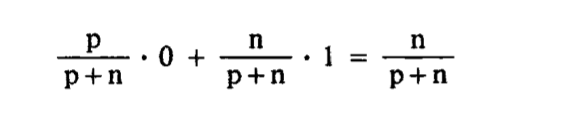 p/(p+n) · 0 + n/(p+n) · 1 = n/(p+n)